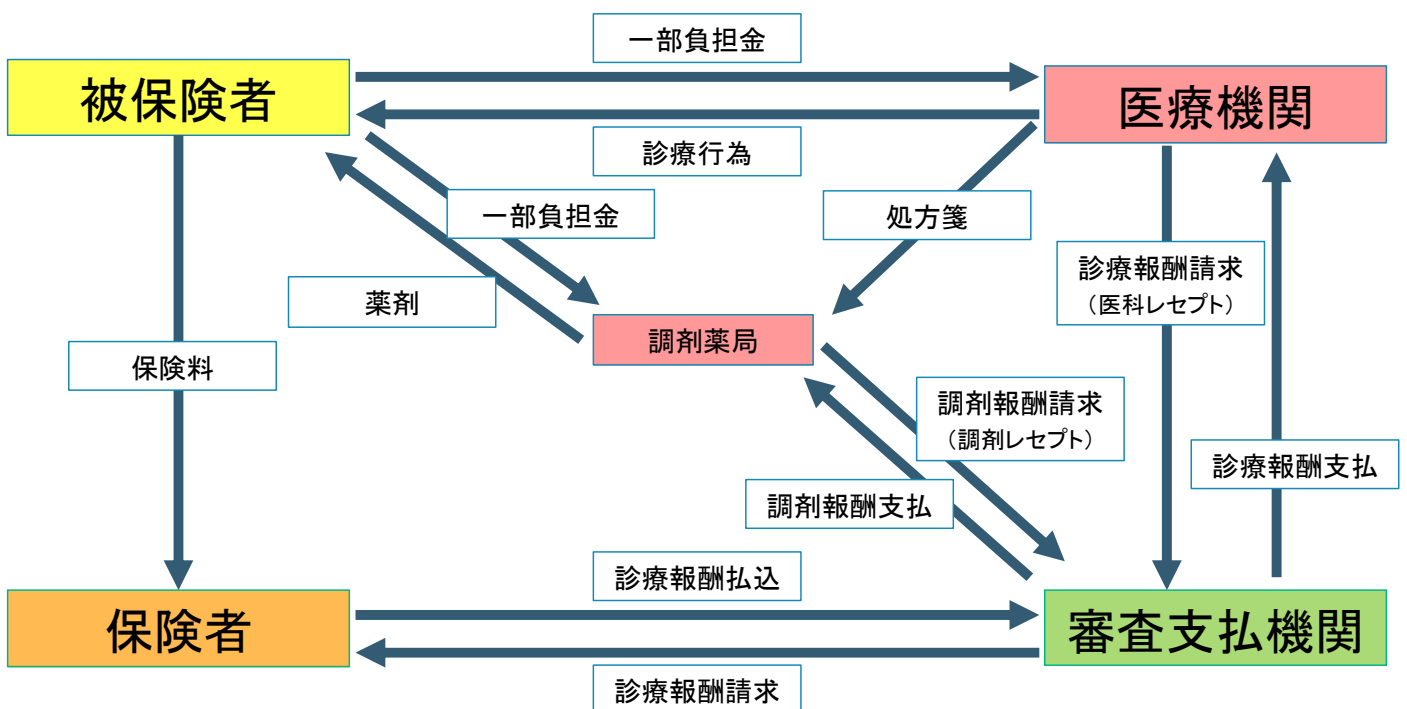 一部負担金
被保険者
医療機関
診療行為
一部負担金
処方箋
診療報酬請求
（医科レセプト）
薬剤
調剤薬局
保険料
調剤報酬請求
（調剤レセプト）
診療報酬支払
調剤報酬支払
診療報酬払込
保険者
審査支払機関
診療報酬請求